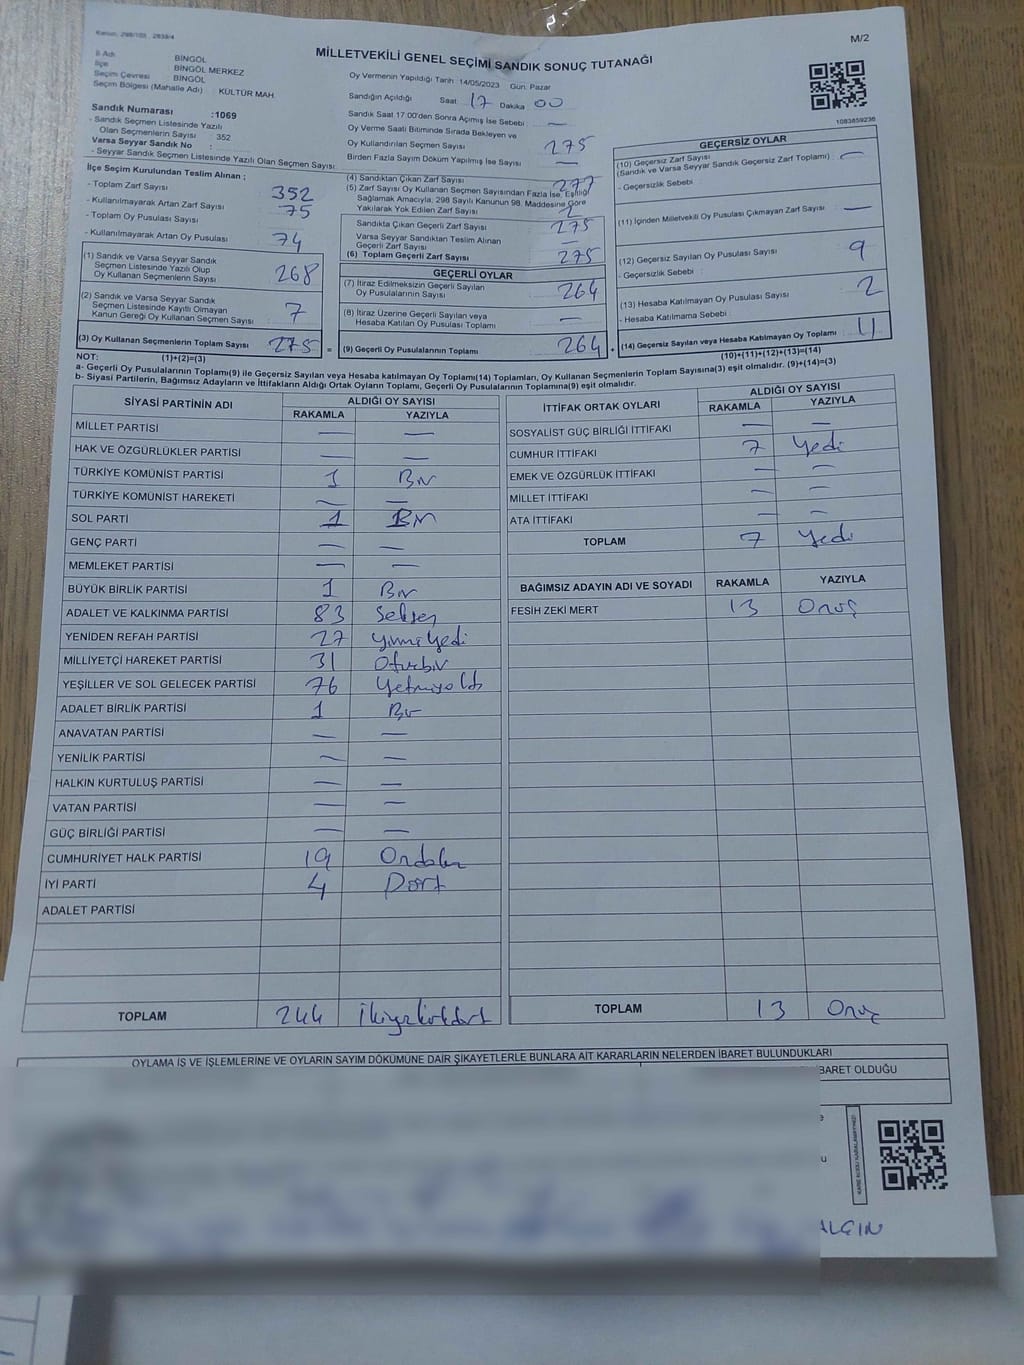 Kanun: 298/105 , 2839/4
M/2
MİLLETVEKİLİ GENEL SEÇİMİ SANDIK SONUÇ TUTANAĞI
İl Adı : BİNGÖL
İlçe : BİNGÖL MERKEZ
Seçim Çevresi : BİNGÖL
Seçim Bölgesi (Mahalle Adı) : KÜLTÜR MAH.
Sandık Numarası :1069
- Sandık Seçmen Listesinde Yazılı
Olan Seçmenlerin Sayısı : 352
Varsa Seyyar Sandık No :
- Seyyar Sandık Seçmen Listesinde Yazılı Olan Seçmen Sayısı:
Oy Vermenin Yapıldığı Tarih :14/05/2023 Gün: Pazar
Sandığın Açıldığı Saat 17 Dakika 00
Sandık Saat 17:00'den Sonra Açılmış İse Sebebi : —
Oy Verme Saati Bitiminde Sırada Bekleyen ve
Oy Kullandırılan Seçmen Sayısı 275
Birden Fazla Sayım Döküm Yapılmış İse Sayısı —
1083659236
İlçe Seçim Kurulundan Teslim Alınan ;
- Toplam Zarf Sayısı 352
- Kullanılmayarak Artan Zarf Sayısı 75
- Toplam Oy Pusulası Sayısı
- Kullanılmayarak Artan Oy Pusulası 74
(1) Sandık ve Varsa Seyyar Sandık
Seçmen Listesinde Yazılı Olup
Oy Kullanan Seçmenlerin Sayısı 268
(2) Sandık ve Varsa Seyyar Sandık
Seçmen Listesinde Kayıtlı Olmayan
Kanun Gereği Oy Kullanan Seçmen Sayısı 7
(3) Oy Kullanan Seçmenlerin Toplam Sayısı 275 =
(4) Sandıktan Çıkan Zarf Sayısı 277
(5) Zarf Sayısı Oy Kullanan Seçmen Sayısından Fazla İse, Eşitliği
Sağlamak Amacıyla; 298 Sayılı Kanunun 98. Maddesine Göre
Yakılarak Yok Edilen Zarf Sayısı 2
Sandıkta Çıkan Geçerli Zarf Sayısı 275
Varsa Seyyar Sandıktan Teslim Alınan
Geçerli Zarf Sayısı —
(6) Toplam Geçerli Zarf Sayısı 275
GEÇERLİ OYLAR
(7) İtiraz Edilmeksizin Geçerli Sayılan
Oy Pusulalarının Sayısı 264
(8) İtiraz Üzerine Geçerli Sayılan veya
Hesaba Katılan Oy Pusulası Toplamı —
(9) Geçerli Oy Pusulalarının Toplamı 264 +
GEÇERSİZ OYLAR
(10) Geçersiz Zarf Sayısı
(Sandık ve Varsa Seyyar Sandık Geçersiz Zarf Toplamı) : —
- Geçersizlik Sebebi :
(11) İçinden Milletvekili Oy Pusulası Çıkmayan Zarf Sayısı —
(12) Geçersiz Sayılan Oy Pusulası Sayısı 9
- Geçersizlik Sebebi :
(13) Hesaba Katılmayan Oy Pusulası Sayısı 2
- Hesaba Katılmama Sebebi :
(14) Geçersiz Sayılan veya Hesaba Katılmayan Oy Toplamı 11
(10)+(11)+(12)+(13)=(14)
NOT: (1)+(2)=(3)
a- Geçerli Oy Pusulalarının Toplamı(9) ile Geçersiz Sayılan veya Hesaba katılmayan Oy Toplamı(14) Toplamları, Oy Kullanan Seçmenlerin Toplam Sayısına(3) eşit olmalıdır. (9)+(14)=(3)
b- Siyasi Partilerin, Bağımsız Adayların ve İttifakların Aldığı Ortak Oyların Toplamı, Geçerli Oy Pusulalarının Toplamına(9) eşit olmalıdır.
SİYASİ PARTİNİN ADI ALDIĞI OY SAYISI
RAKAMLA YAZIYLA
MİLLET PARTİSİ — —
HAK VE ÖZGÜRLÜKLER PARTİSİ — —
TÜRKİYE KOMÜNİST PARTİSİ 1 Bir
TÜRKİYE KOMÜNİST HAREKETİ — —
SOL PARTİ 1 Bir
GENÇ PARTİ — —
MEMLEKET PARTİSİ — —
BÜYÜK BİRLİK PARTİSİ 1 Bir
ADALET VE KALKINMA PARTİSİ 83
YENİDEN REFAH PARTİSİ 27 Yirmiyedi
MİLLİYETÇİ HAREKET PARTİSİ 31 Otuzbir
YEŞİLLER VE SOL GELECEK PARTİSİ 76 Yetmişaltı
ADALET BİRLİK PARTİSİ 1 Bir
ANAVATAN PARTİSİ — —
YENİLİK PARTİSİ — —
HALKIN KURTULUŞ PARTİSİ — —
VATAN PARTİSİ — —
GÜÇ BİRLİĞİ PARTİSİ — —
CUMHURİYET HALK PARTİSİ 19 Ondokuz
İYİ PARTİ 4 Dört
ADALET PARTİSİ
TOPLAM 244 İkiyüzkırkdört
İTTİFAK ORTAK OYLARI ALDIĞI OY SAYISI
RAKAMLA YAZIYLA
SOSYALİST GÜÇ BİRLİĞİ İTTİFAKI — —
CUMHUR İTTİFAKI 7 Yedi
EMEK VE ÖZGÜRLÜK İTTİFAKI — —
MİLLET İTTİFAKI — —
ATA İTTİFAKI — —
TOPLAM 7 Yedi
BAĞIMSIZ ADAYIN ADI VE SOYADI RAKAMLA YAZIYLA
FESİH ZEKİ MERT 13 Onüç
TOPLAM 13 Onüç
OYLAMA İŞ VE İŞLEMLERİNE VE OYLARIN SAYIM DÖKÜMÜNE DAİR ŞİKAYETLERLE BUNLARA AİT KARARLARIN NELERDEN İBARET BULUNDUKLARI
BARET OLDUĞU